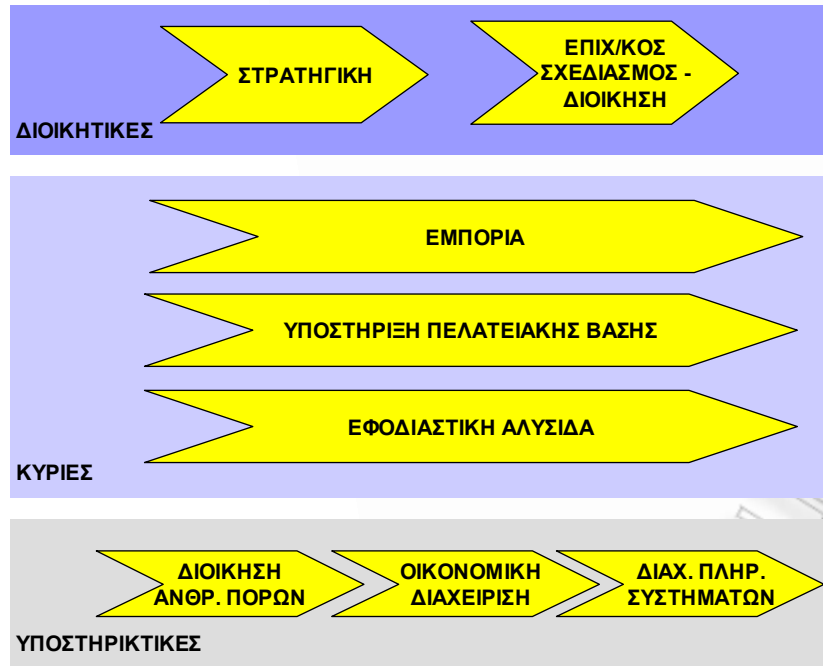 ΣΤΡΑΤΗΓΙΚΗ
ΕΠΙΧ/ΚΟΣ
ΣΧΕΔΙΑΣΜΟΣ -
ΔΙΟΙΚΗΣΗ
ΔΙΟΙΚΗΤΙΚΕΣ
ΕΜΠΟΡΙΑ
ΥΠΟΣΤΗΡΙΞΗ ΠΕΛΑΤΕΙΑΚΗΣ ΒΑΣΗΣ
ΕΦΟΔΙΑΣΤΙΚΗ ΑΛΥΣΙΔΑ
ΚΥΡΙΕΣ
ΔΙΟΙΚΗΣΗ
ΑΝΘΡ. ΠΟΡΩΝ
ΟΙΚΟΝΟΜΙΚΗ
ΔΙΑΧΕΙΡΙΣΗ
ΔΙΑΧ. ΠΛΗΡ.
ΣΥΣΤΗΜΑΤΩΝ
ΥΠΟΣΤΗΡΙΚΤΙΚΕΣ